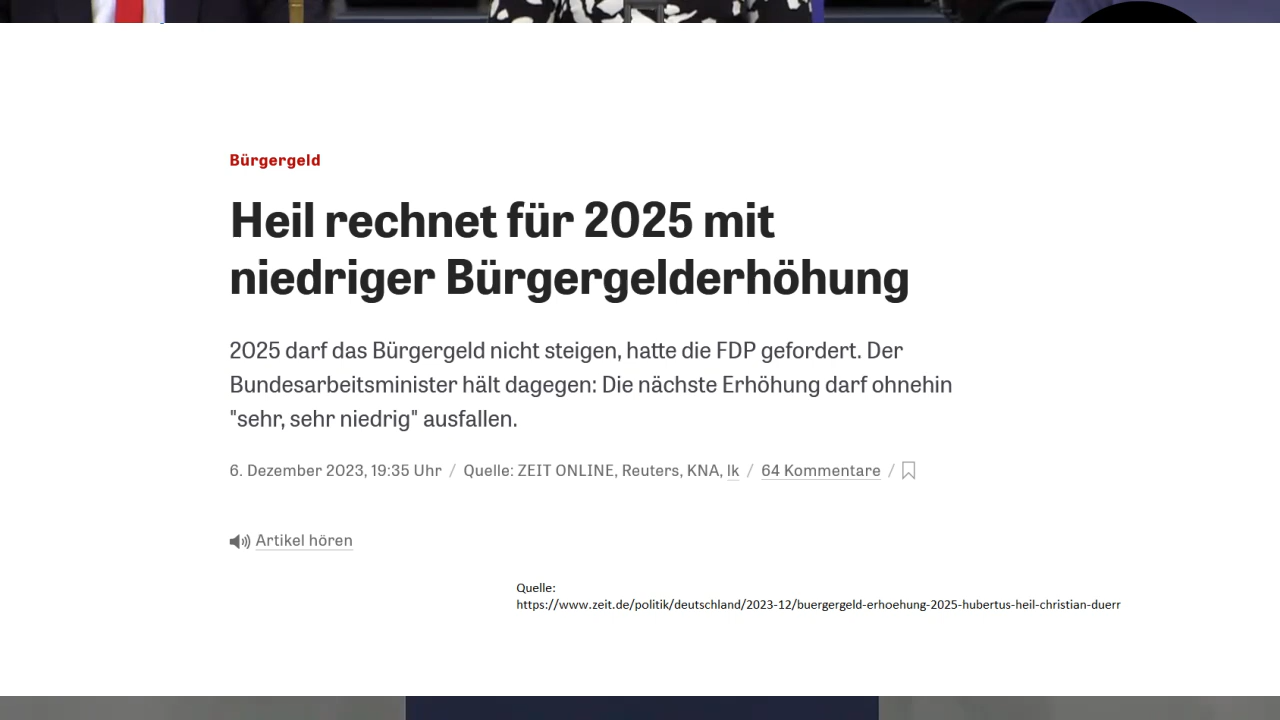 Bürgergeld
Heil rechnet für 2025 mit
niedriger Bürgergelderhöhung
2025 darf das Bürgergeld nicht steigen, hatte die FDP gefordert. Der
Bundesarbeitsminister hält dagegen: Die nächste Erhöhung darf ohnehin
"sehr, sehr niedrig" ausfallen.
6. Dezember 2023, 19:35 Uhr / Quelle: ZEIT ONLINE, Reuters, KNA, lk / 64 Kommentare /
Artikel hören
Quelle:
https://www.zeit.de/politik/deutschland/2023-12/buergergeld-erhoehung-2025-hubertus-heil-christian-duerr